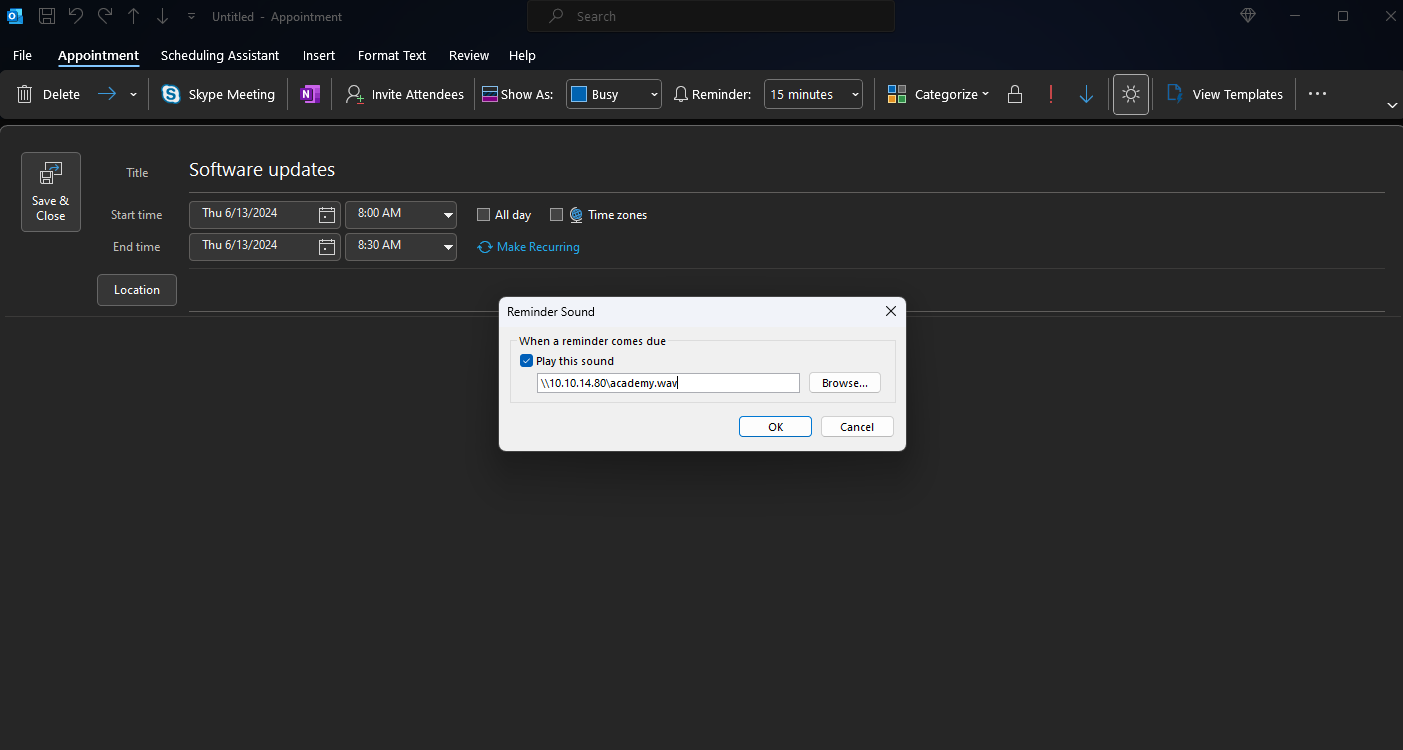 Untitled - Appointment
Search
File Appointment Scheduling Assistant Insert Format Text Review Help
Delete Skype Meeting N Invite Attendees Show As: Busy Reminder: 15 minutes Categorize View Templates
Save & Close
Title Software updates
Start time Thu 6/13/2024 8:00 AM All day Time zones
End time Thu 6/13/2024 8:30 AM Make Recurring
Location
Reminder Sound
When a reminder comes due
Play this sound
\\10.10.14.80\academy.wav Browse...
OK Cancel